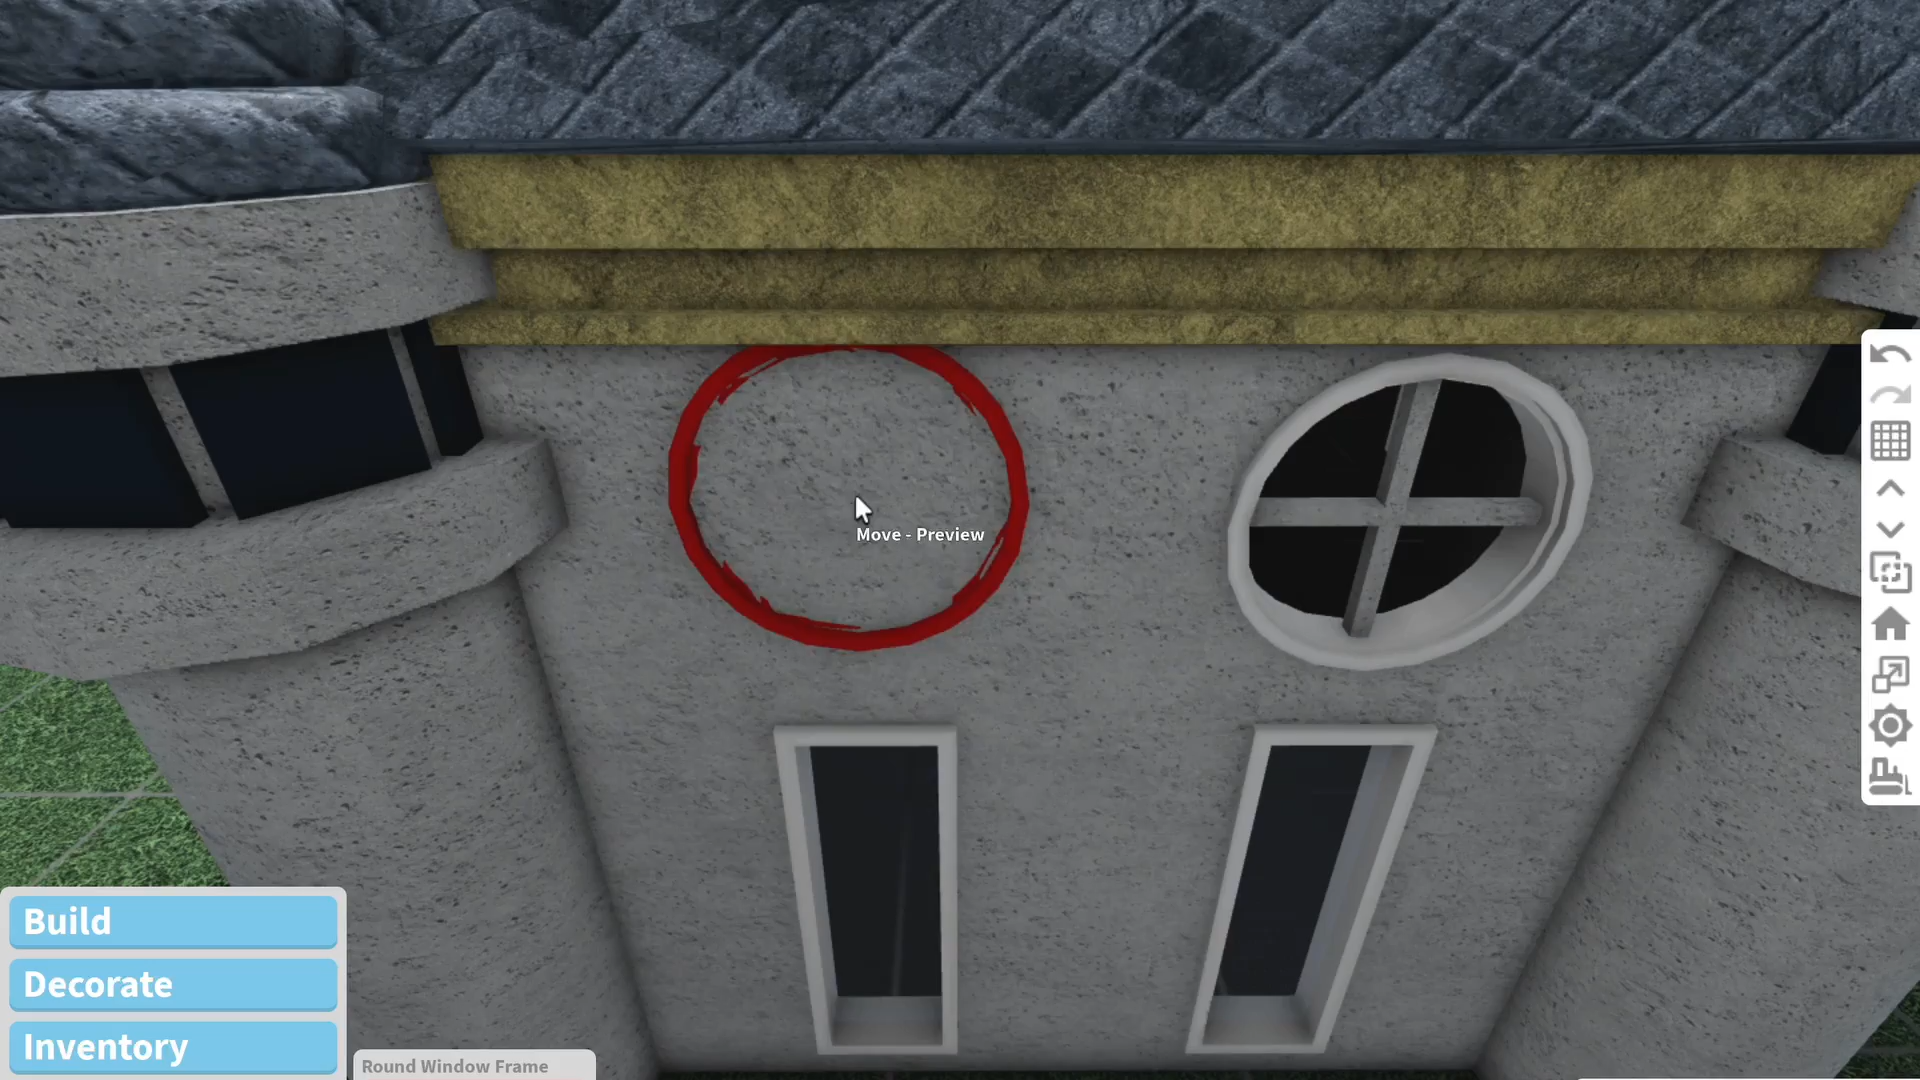 Move - Preview
Build
Decorate
Inventory
Round Window Frame